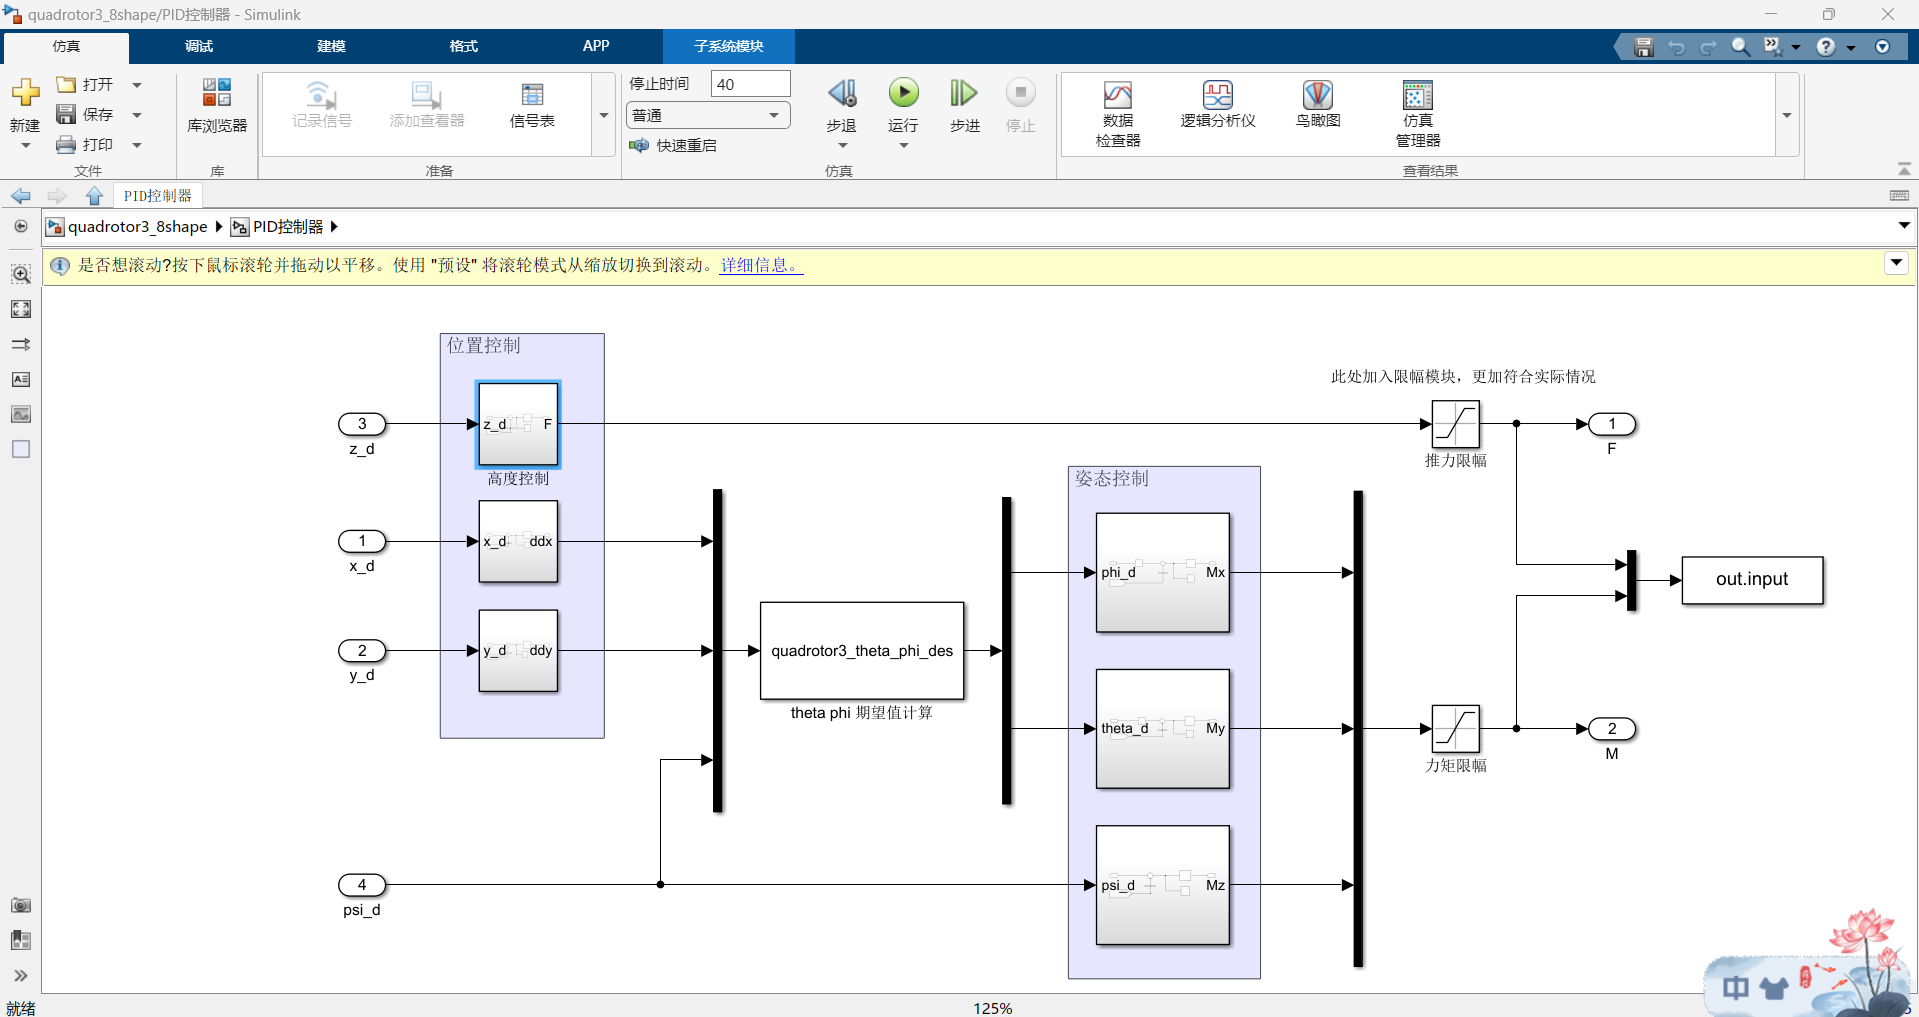 quadrotor3_8shape/PID控制器 - Simulink
仿真 调试 建模 格式 APP 子系统模块
新建
打开
保存
打印
文件
库浏览器
库
记录信号 添加查看器 信号表
准备
停止时间 40
普通
快速重启
步退 运行 步进 停止
仿真
数据
检查器
逻辑分析仪
鸟瞰图
仿真
管理器
查看结果
PID控制器
quadrotor3_8shape PID控制器
是否想滚动?按下鼠标滚轮并拖动以平移。使用 "预设" 将滚轮模式从缩放切换到滚动。详细信息。
位置控制
3
z_d
z_d F
高度控制
1
x_d
x_d ddx
2
y_d
y_d ddy
4
psi_d
quadrotor3_theta_phi_des
theta phi 期望值计算
姿态控制
phi_d Mx
theta_d My
psi_d Mz
此处加入限幅模块，更加符合实际情况
推力限幅
1
F
out.input
力矩限幅
2
M
中
就绪
125%